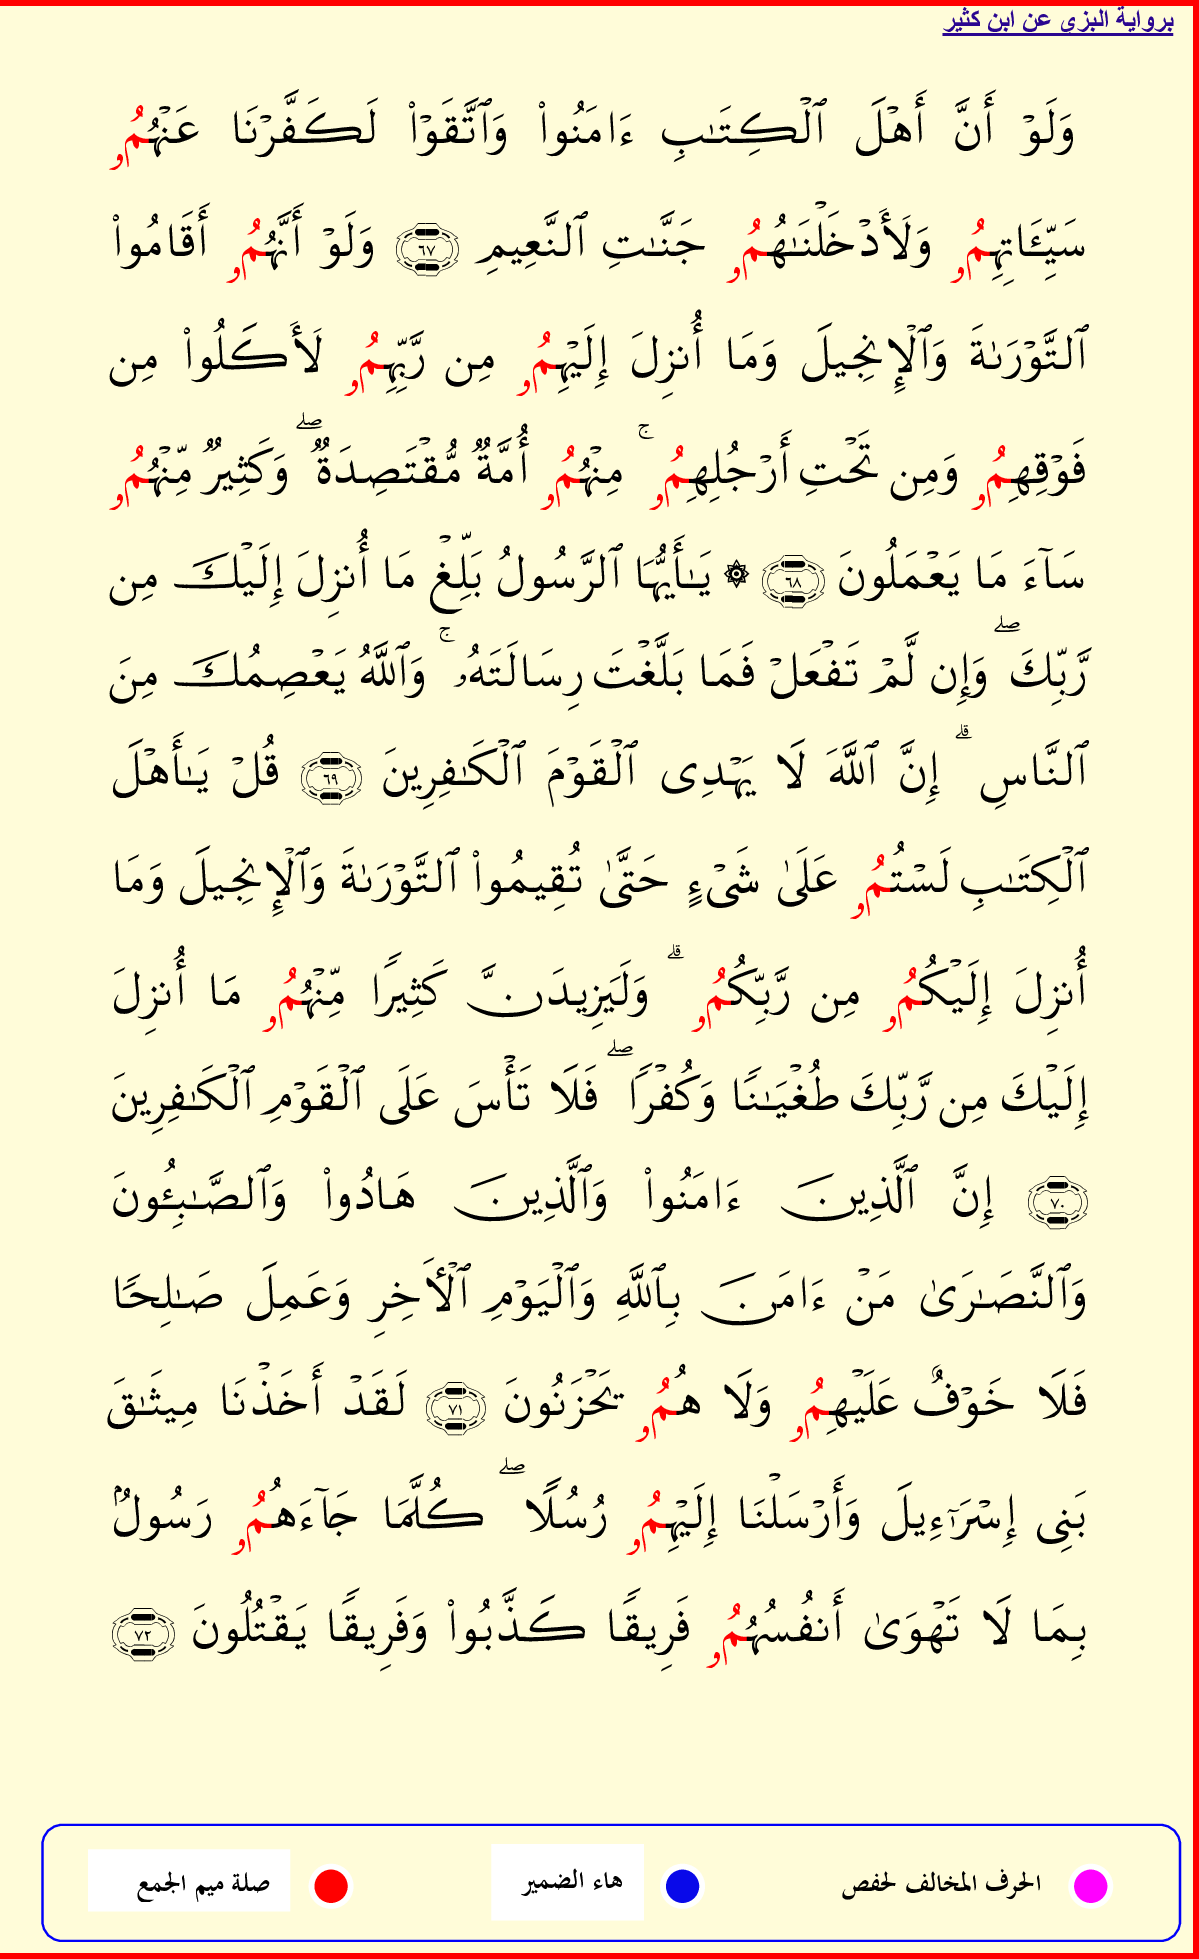 برواية البزي عن ابن كثير
وَلَوْ أَنَّ أَهْلَ ٱلْكِتَـٰبِ ءَامَنُوا۟ وَٱتَّقَوْا۟ لَكَفَّرْنَا عَنْهُمُۥ
سَيِّـَٔاتِهِمُۥ وَلَأَدْخَلْنَـٰهُمُۥ جَنَّـٰتِ ٱلنَّعِيمِ ٦٧ وَلَوْ أَنَّهُمُۥ أَقَامُوا۟
ٱلتَّوْرَىٰةَ وَٱلْإِنجِيلَ وَمَا أُنزِلَ إِلَيْهِمُۥ مِن رَّبِّهِمُۥ لَأَكَلُوا۟ مِن
فَوْقِهِمُۥ وَمِن تَحْتِ أَرْجُلِهِمُۥ ۚ مِنْهُمُۥ أُمَّةٌ مُّقْتَصِدَةٌ ۖ وَكَثِيرٌ مِّنْهُمُۥ
سَآءَ مَا يَعْمَلُونَ ٦٨ ۞ يَـٰأَيُّهَا ٱلرَّسُولُ بَلِّغْ مَا أُنزِلَ إِلَيْكَ مِن
رَّبِّكَ ۖ وَإِن لَّمْ تَفْعَلْ فَمَا بَلَّغْتَ رِسَالَتَهُۥ ۚ وَٱللَّهُ يَعْصِمُكَ مِنَ
ٱلنَّاسِ ۗ إِنَّ ٱللَّهَ لَا يَهْدِى ٱلْقَوْمَ ٱلْكَـٰفِرِينَ ٦٩ قُلْ يَـٰأَهْلَ
ٱلْكِتَـٰبِ لَسْتُمُۥ عَلَىٰ شَىْءٍ حَتَّىٰ تُقِيمُوا۟ ٱلتَّوْرَىٰةَ وَٱلْإِنجِيلَ وَمَا
أُنزِلَ إِلَيْكُمُۥ مِن رَّبِّكُمُۥ ۗ وَلَيَزِيدَنَّ كَثِيرًا مِّنْهُمُۥ مَا أُنزِلَ
إِلَيْكَ مِن رَّبِّكَ طُغْيَـٰنًا وَكُفْرًا ۖ فَلَا تَأْسَ عَلَى ٱلْقَوْمِ ٱلْكَـٰفِرِينَ
٧٠ إِنَّ ٱلَّذِينَ ءَامَنُوا۟ وَٱلَّذِينَ هَادُوا۟ وَٱلصَّـٰبِـُٔونَ
وَٱلنَّصَـٰرَىٰ مَنْ ءَامَنَ بِٱللَّهِ وَٱلْيَوْمِ ٱلْـَٔاخِرِ وَعَمِلَ صَـٰلِحًا
فَلَا خَوْفٌ عَلَيْهِمُۥ وَلَا هُمُۥ يَحْزَنُونَ ٧١ لَقَدْ أَخَذْنَا مِيثَـٰقَ
بَنِى إِسْرَٰٓءِيلَ وَأَرْسَلْنَا إِلَيْهِمُۥ رُسُلًا ۖ كُلَّمَا جَآءَهُمُۥ رَسُولٌۢ
بِمَا لَا تَهْوَىٰ أَنفُسُهُمُۥ فَرِيقًا كَذَّبُوا۟ وَفَرِيقًا يَقْتُلُونَ ٧٢
الحرف المخالف لحفص
هاء الضمير
صلة ميم الجمع